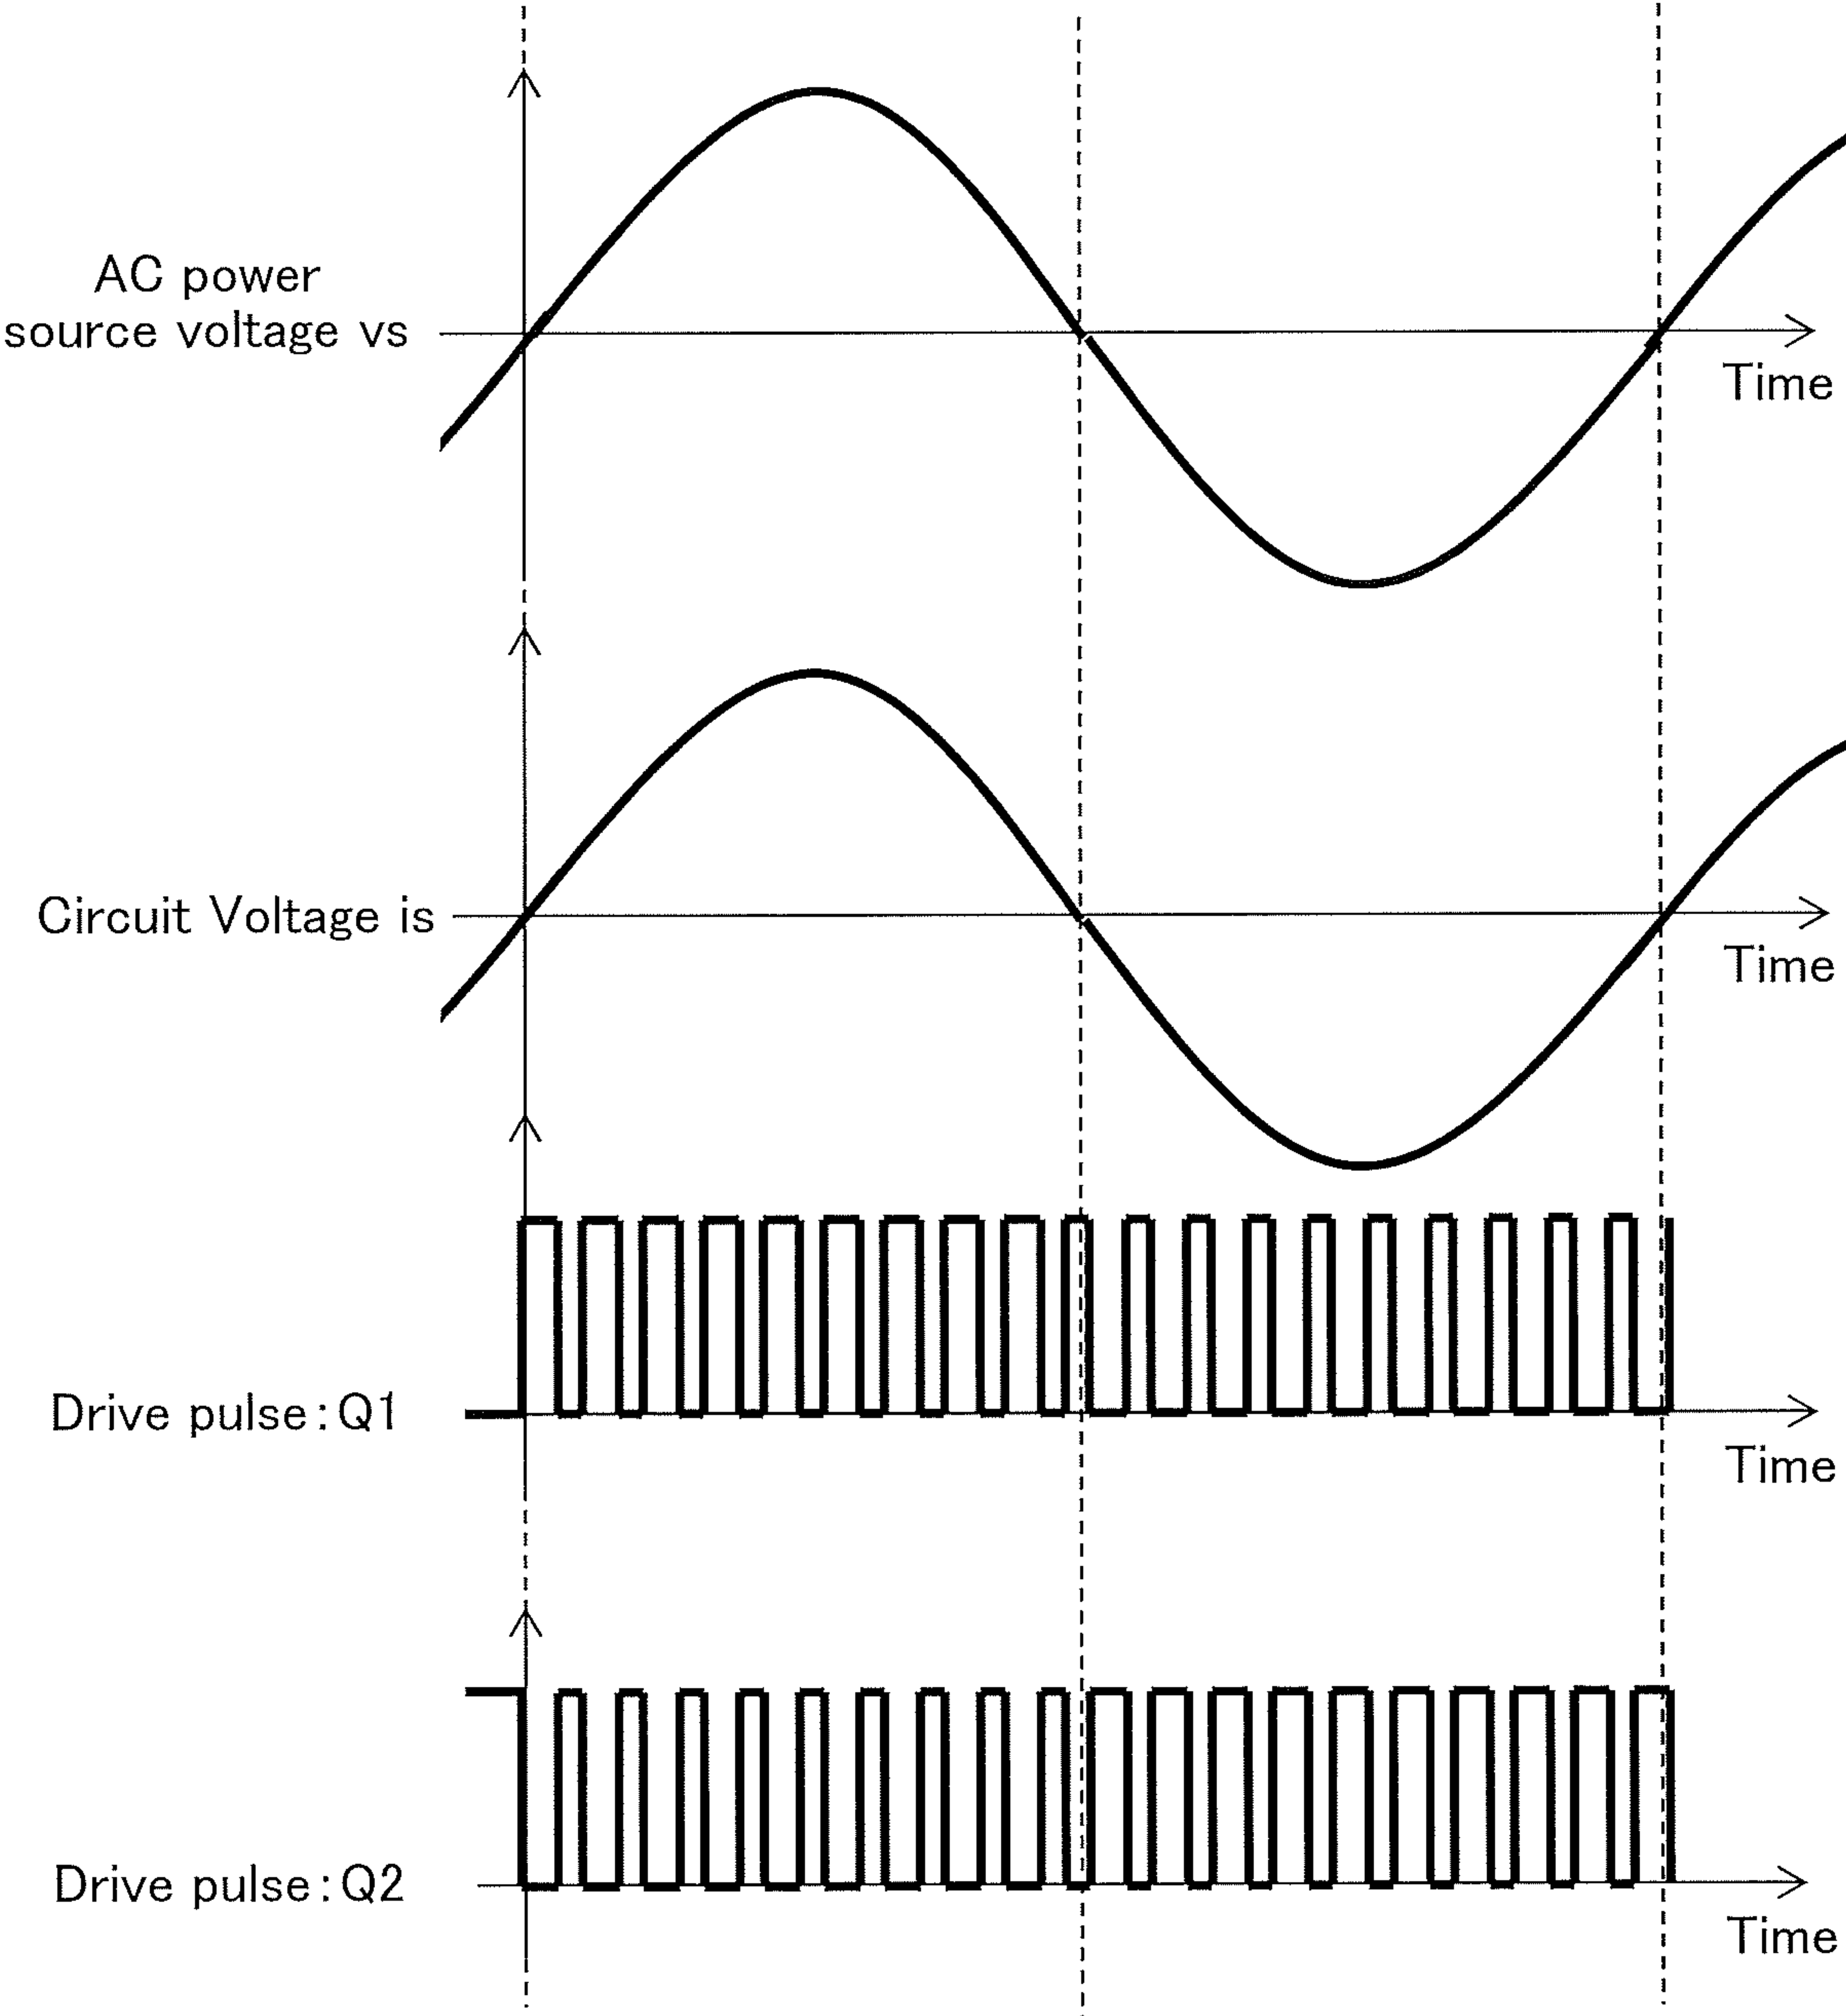 AC power
source voltage vs
Time
Circuit Voltage is
Time
Drive pulse:Q1
Time
Drive pulse:Q2
Time